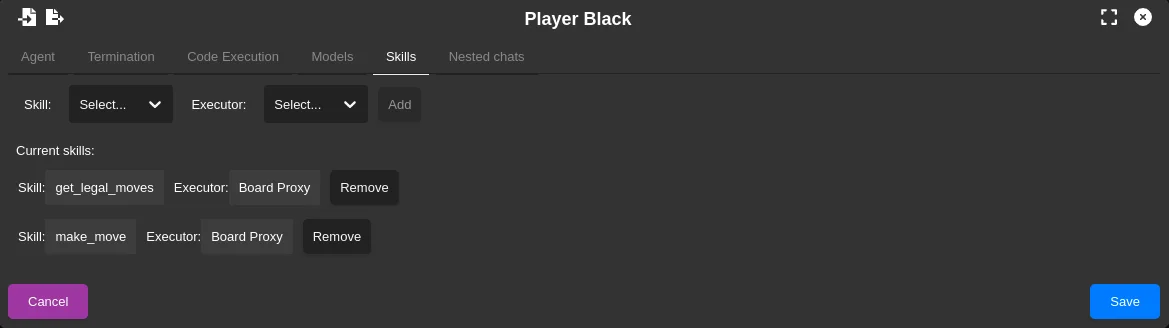 Player Black
Agent Termination Code Execution Models Skills Nested chats
Skill: Select... Executor: Select... Add
Current skills:
Skill: get_legal_moves Executor: Board Proxy Remove
Skill: make_move Executor: Board Proxy Remove
Cancel Save